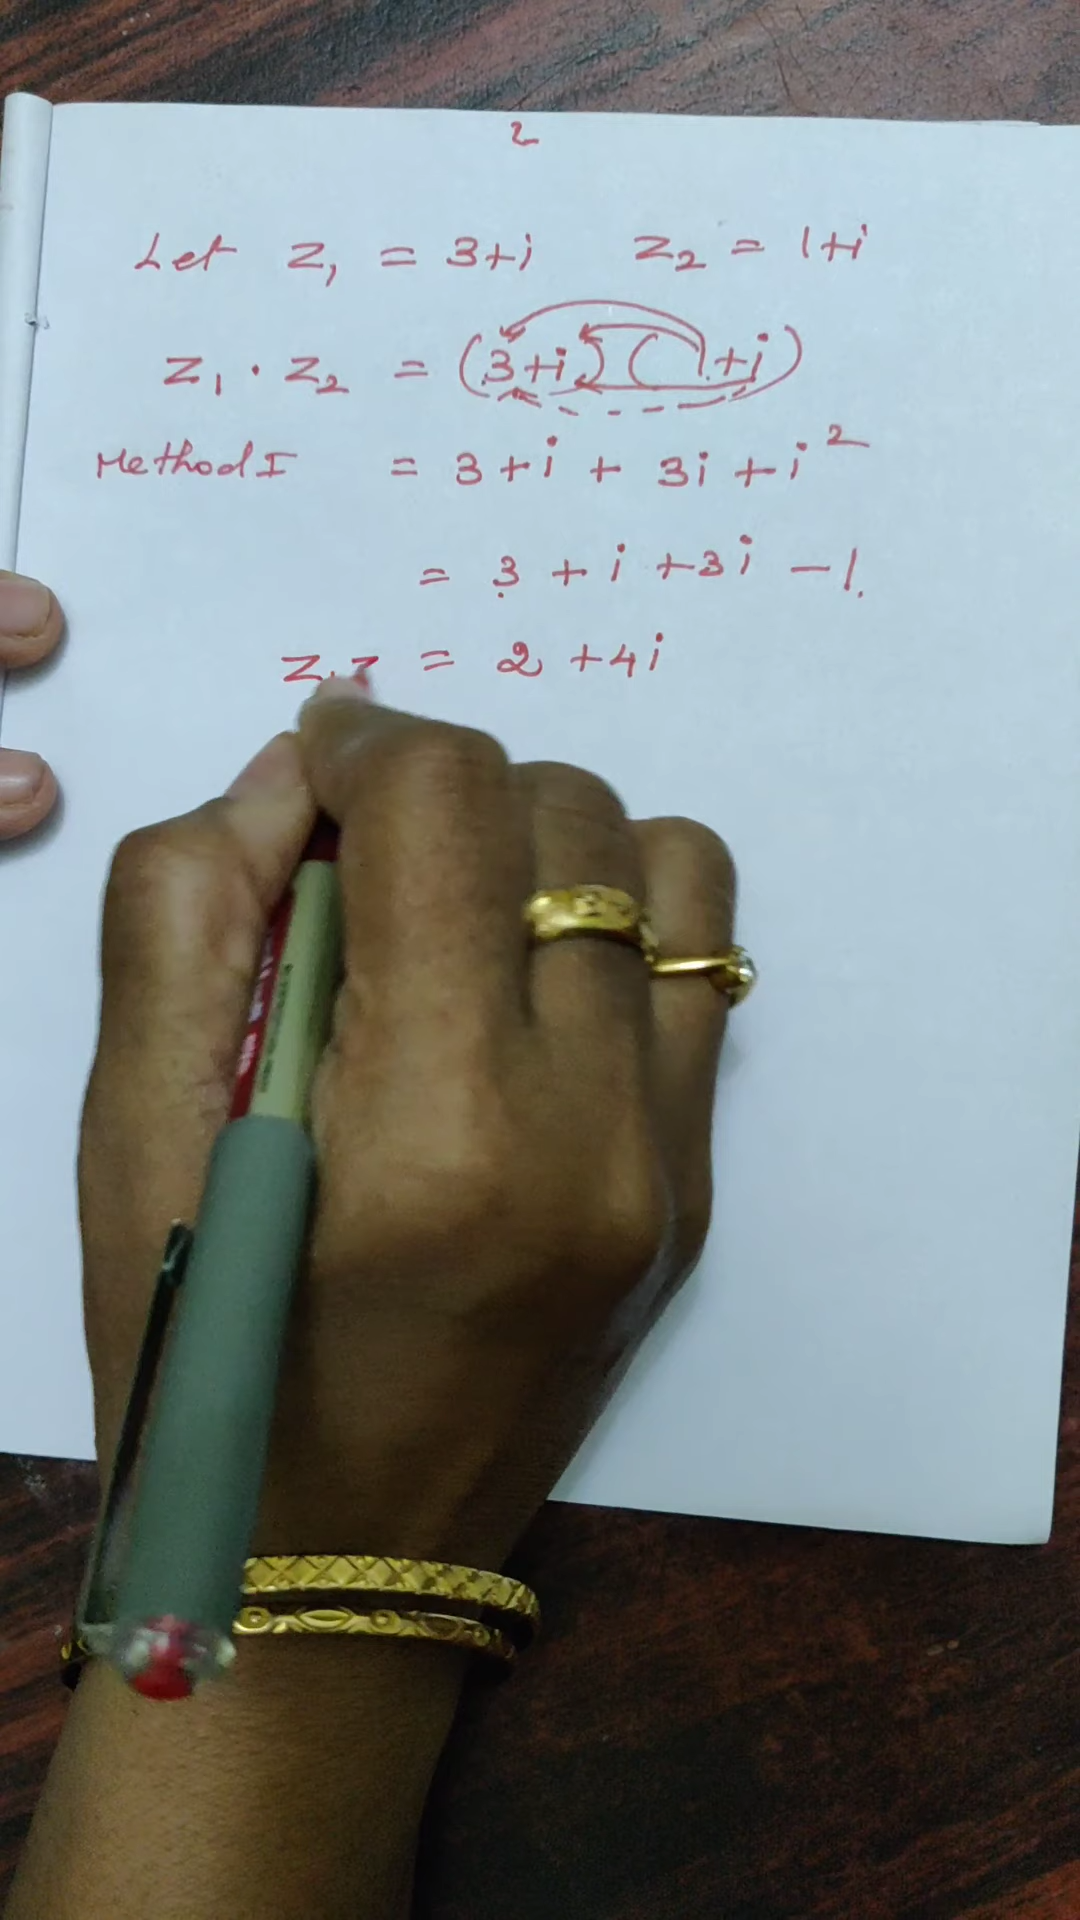 2
Let z₁ = 3+i z₂ = 1+i
z₁ · z₂ = (3+i) (1+i)
Method I = 3 + i + 3i + i²
= 3 + i + 3i - 1.
z₁ z = 2 + 4i